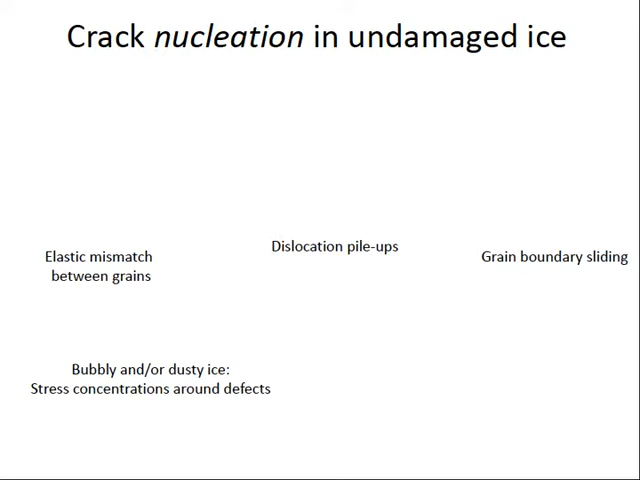 Crack nucleation in undamaged ice
Elastic mismatch
between grains
Dislocation pile-ups
Grain boundary sliding
Bubbly and/or dusty ice:
Stress concentrations around defects